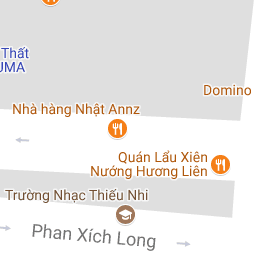 Thất
UMA
Domino
Nhà hàng Nhật Annz
Quán Lẩu Xiên
Nướng Hương Liên
Trường Nhạc Thiếu Nhi
Phan Xích Long